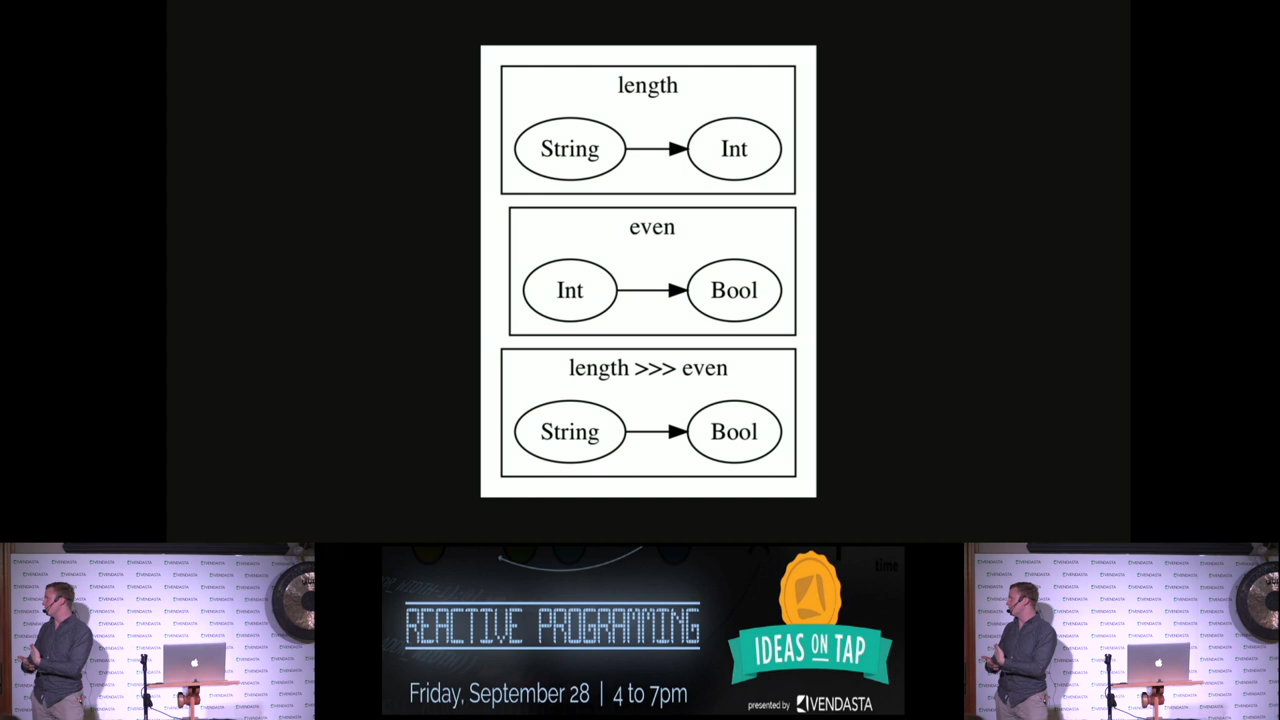 length
String
Int
even
Int
Bool
length >>> even
String
Bool
time
REACTIVE PROGRAMMING
Friday, September 28 | 4 to 7pm
IDEAS ON TAP
presented by VENDASTA